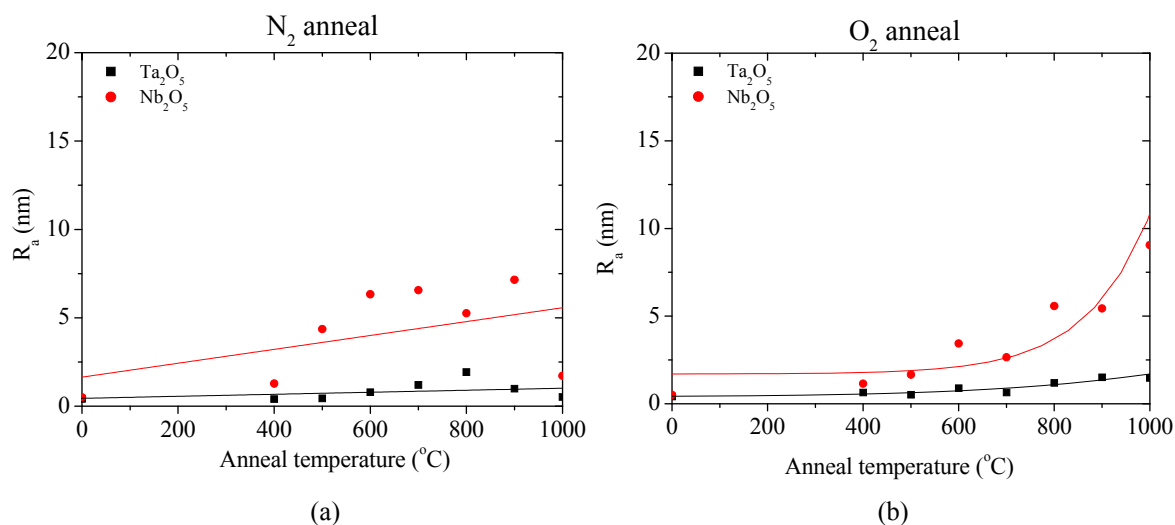 N₂ anneal
20
15
10
5
0
Rₐ (nm)
Ta₂O₅
Nb₂O₅
0 200 400 600 800 1000
Anneal temperature (°C)
(a)
O₂ anneal
20
15
10
5
0
Rₐ (nm)
Ta₂O₅
Nb₂O₅
0 200 400 600 800 1000
Anneal temperature (°C)
(b)